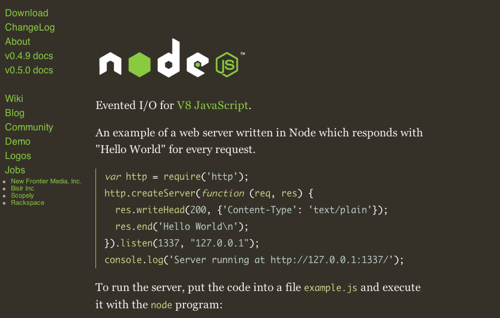 Download
ChangeLog
About
v0.4.9 docs
v0.5.0 docs
Wiki
Blog
Community
Demo
Logos
Jobs
New Frontier Media, Inc.
Bislr Inc
Scopely
Rackspace
node JS™
Evented I/O for V8 JavaScript.
An example of a web server written in Node which responds with
"Hello World" for every request.
var http = require('http');
http.createServer(function (req, res) {
  res.writeHead(200, {'Content-Type': 'text/plain'});
  res.end('Hello World\n');
}).listen(1337, "127.0.0.1");
console.log('Server running at http://127.0.0.1:1337/');
To run the server, put the code into a file example.js and execute
it with the node program: